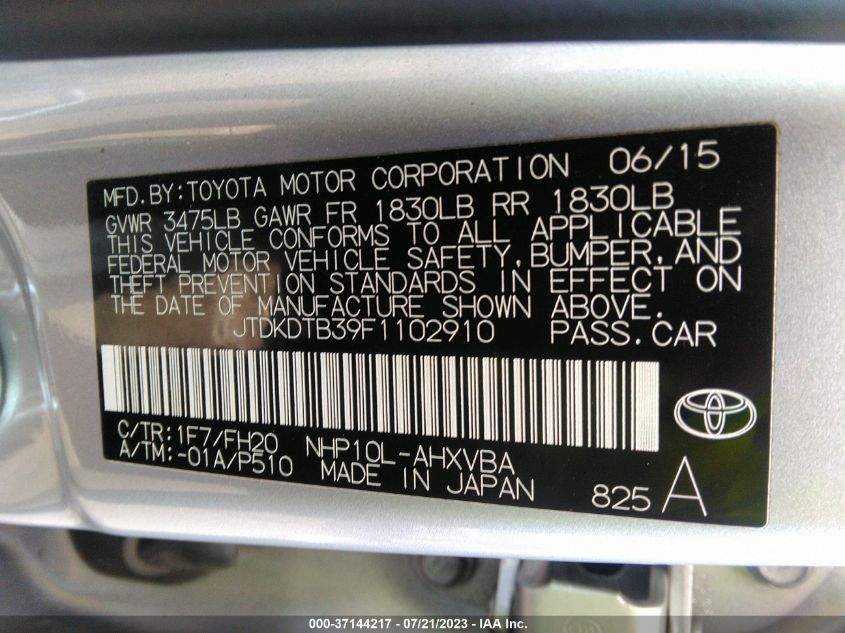 MFD.BY:TOYOTA MOTOR CORPORATION 06/15
GVWR 3475LB GAWR FR 1830LB RR 1830LB
THIS VEHICLE CONFORMS TO ALL APPLICABLE
FEDERAL MOTOR VEHICLE SAFETY,BUMPER,AND
THEFT PREVENTION STANDARDS IN EFFECT ON
THE DATE OF MANUFACTURE SHOWN ABOVE.
JTDKDTB39F1102910 PASS.CAR
C/TR:1F7/FH20 NHP10L-AHXVBA
A/TM:-01A/P510 MADE IN JAPAN 825 A
000-37144217 - 07/21/2023 - IAA Inc.